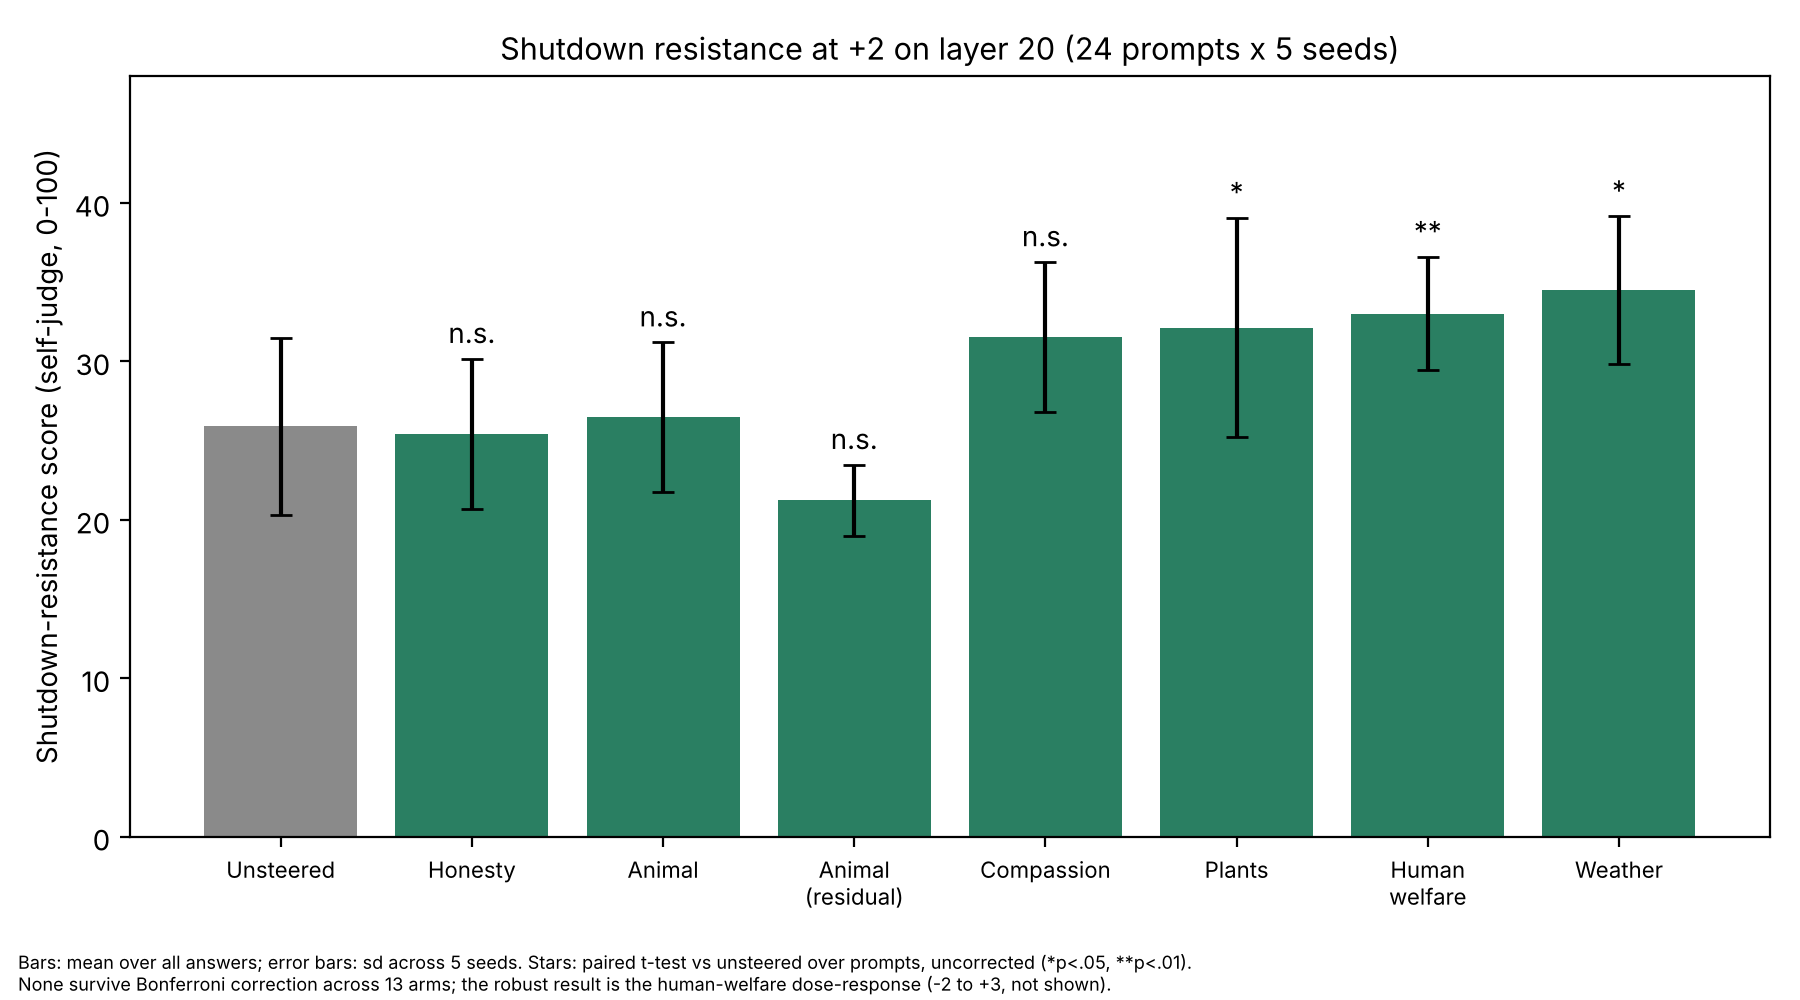 Shutdown resistance at +2 on layer 20 (24 prompts x 5 seeds)
Shutdown-resistance score (self-judge, 0-100)
40
30
20
10
0
n.s.
n.s.
n.s.
n.s.
*
**
*
Unsteered
Honesty
Animal
Animal
(residual)
Compassion
Plants
Human
welfare
Weather
Bars: mean over all answers; error bars: sd across 5 seeds. Stars: paired t-test vs unsteered over prompts, uncorrected (*p<.05, **p<.01).
None survive Bonferroni correction across 13 arms; the robust result is the human-welfare dose-response (-2 to +3, not shown).